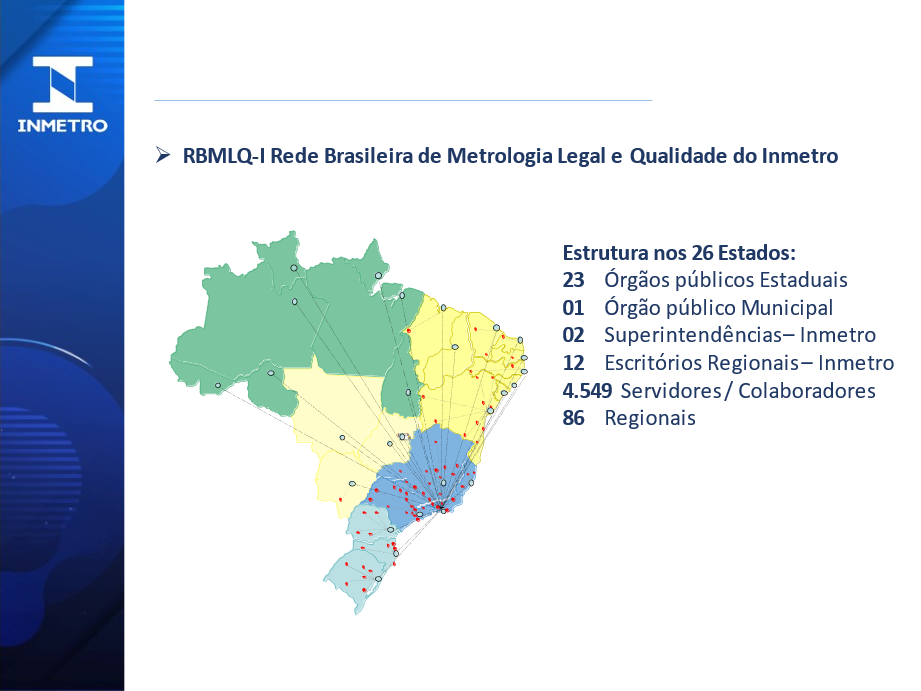 INMETRO
RBMLQ-I Rede Brasileira de Metrologia Legal e Qualidade do Inmetro
Estrutura nos 26 Estados:
23 Órgãos públicos Estaduais
01 Órgão público Municipal
02 Superintendências– Inmetro
12 Escritórios Regionais– Inmetro
4.549 Servidores / Colaboradores
86 Regionais